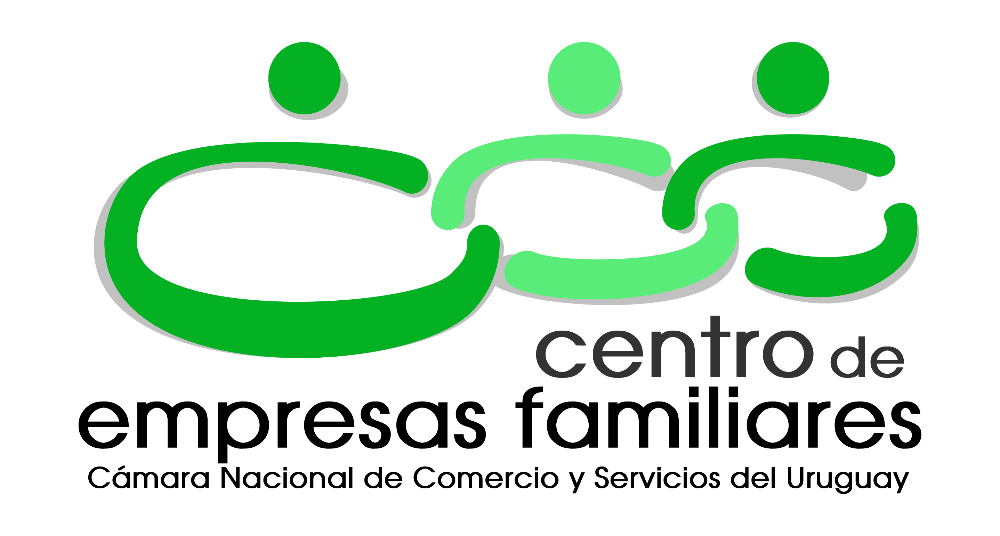 centro de
empresas familiares
Cámara Nacional de Comercio y Servicios del Uruguay